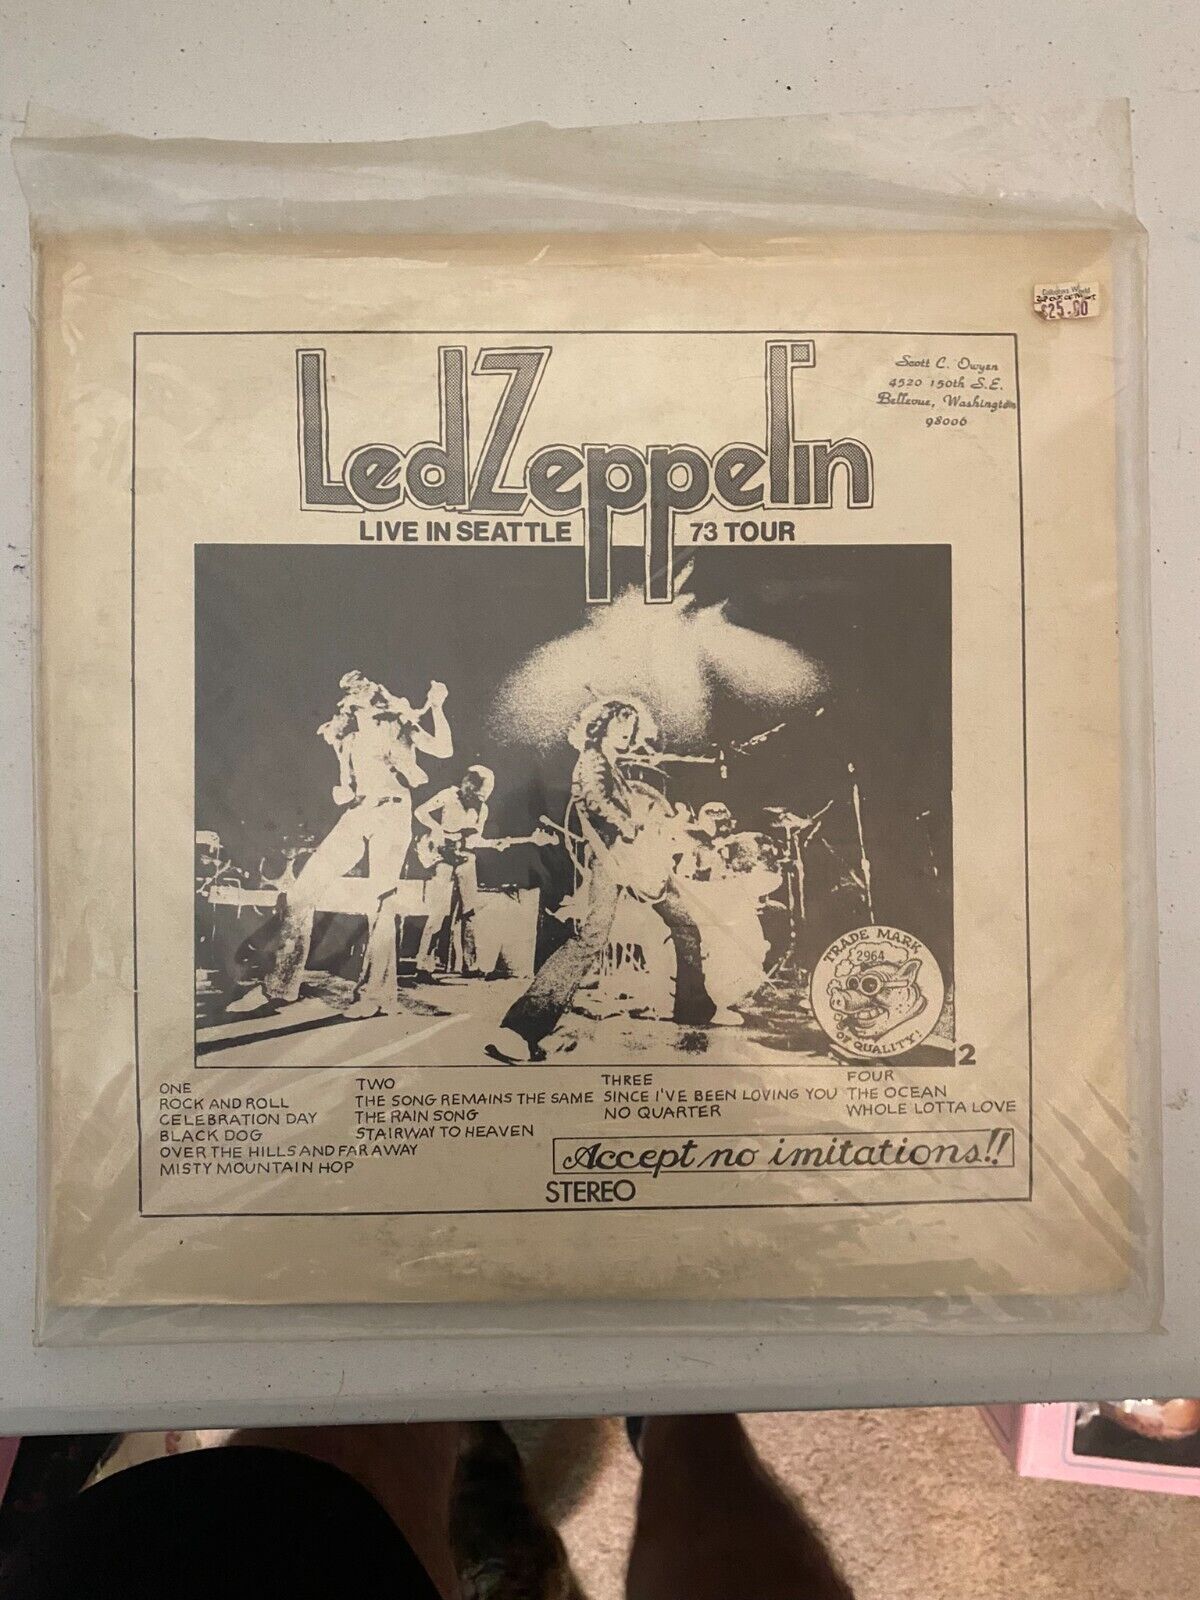 Collectors World
$25.00
Led Zeppelin
Scott C. Owyen
4520 150th S.E.
Bellevue, Washington
98006
LIVE IN SEATTLE 73 TOUR
TRADE MARK
2964
OF QUALITY!
2
ONE
ROCK AND ROLL
CELEBRATION DAY
BLACK DOG
OVER THE HILLS AND FAR AWAY
MISTY MOUNTAIN HOP
TWO
THE SONG REMAINS THE SAME
THE RAIN SONG
STAIRWAY TO HEAVEN
THREE
SINCE I'VE BEEN LOVING YOU
NO QUARTER
FOUR
THE OCEAN
WHOLE LOTTA LOVE
Accept no imitations!!
STEREO